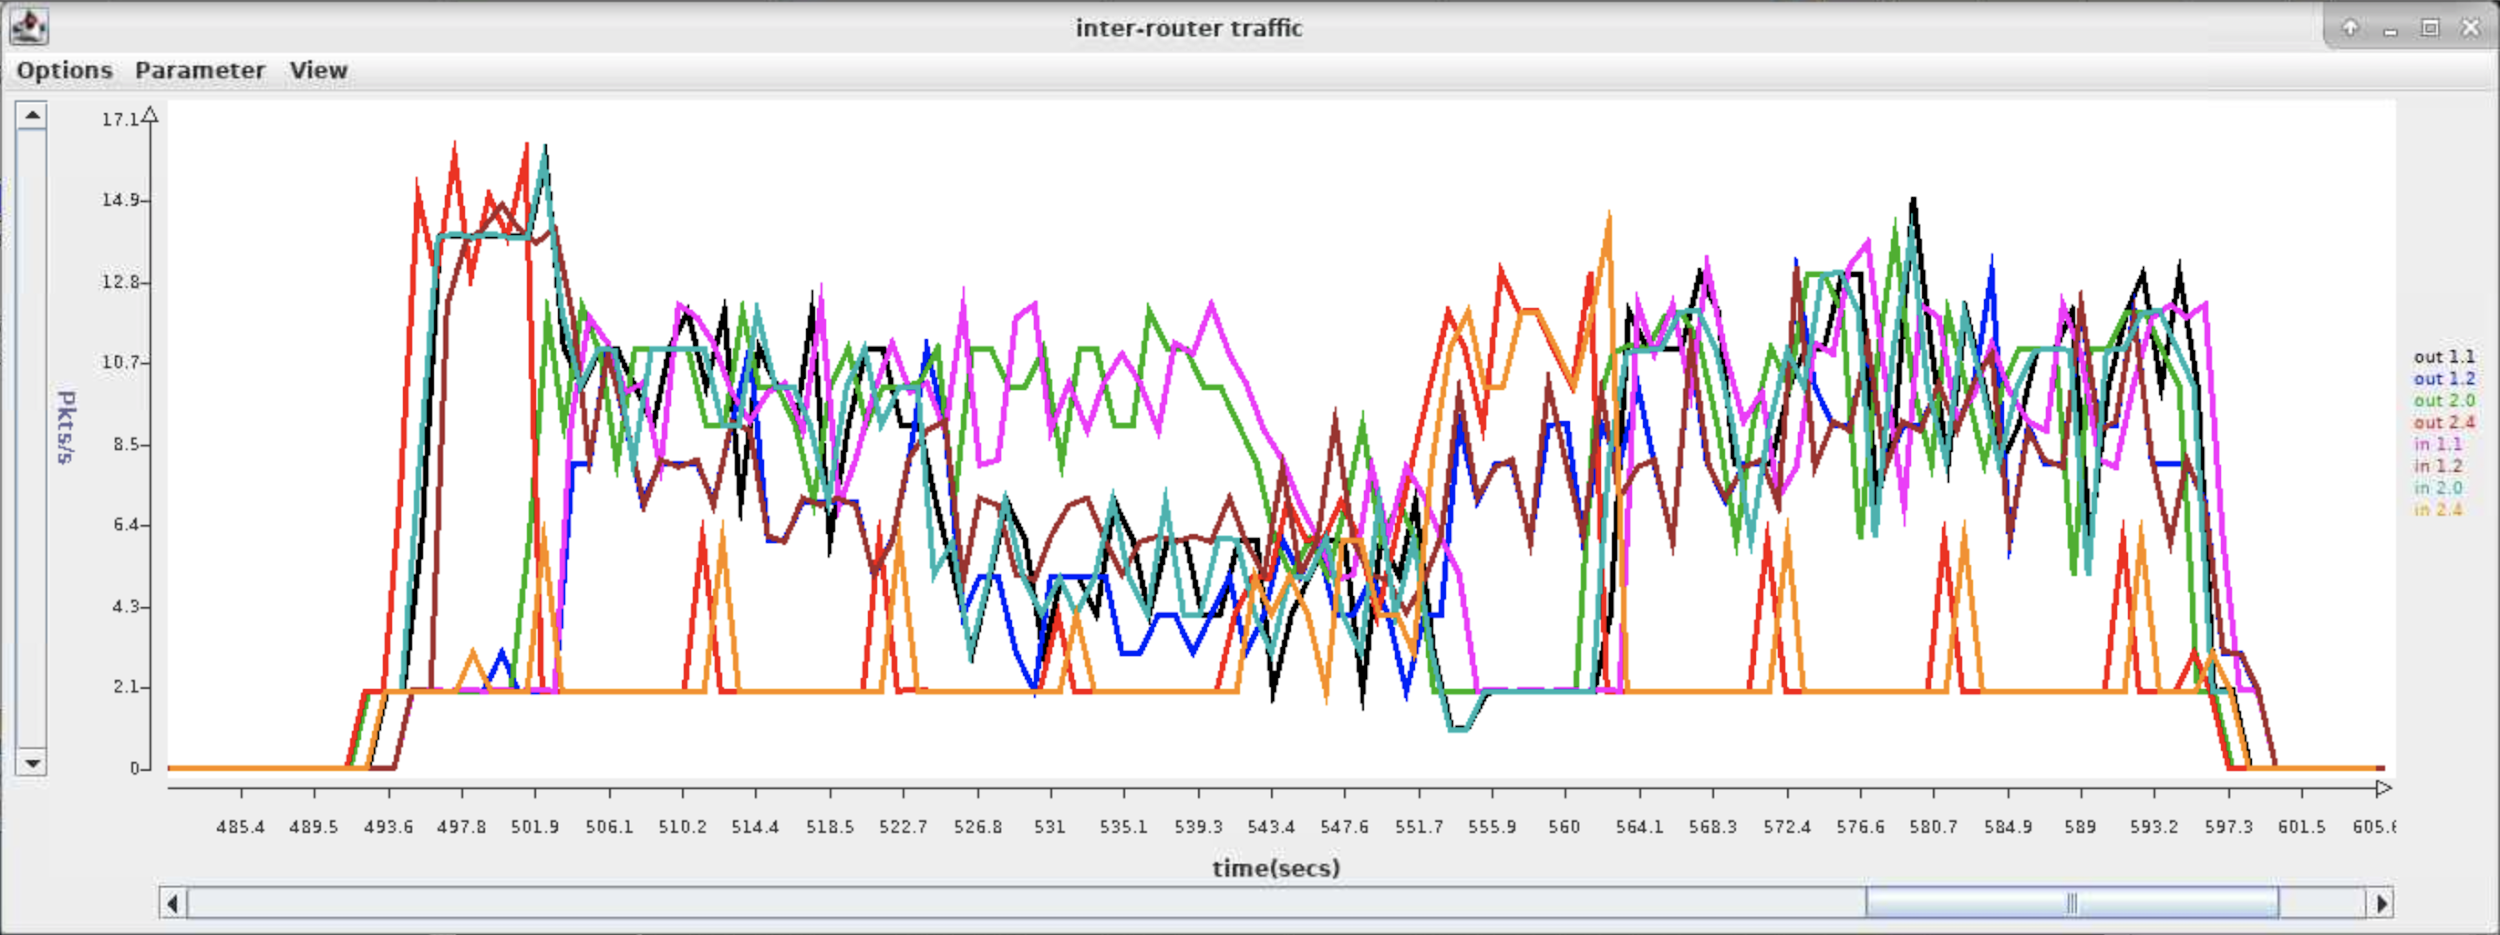 inter-router traffic
Options Parameter View
17.1
14.9
12.8
10.7
8.5
6.4
4.3
2.1
0
Pkts/s
485.4 489.5 493.6 497.8 501.9 506.1 510.2 514.4 518.5 522.7 526.8 531 535.1 539.3 543.4 547.6 551.7 555.9 560 564.1 568.3 572.4 576.6 580.7 584.9 589 593.2 597.3 601.5 605.6
time(secs)
out 1.1
out 1.2
out 2.0
out 2.4
in 1.1
in 1.2
in 2.0
in 2.4